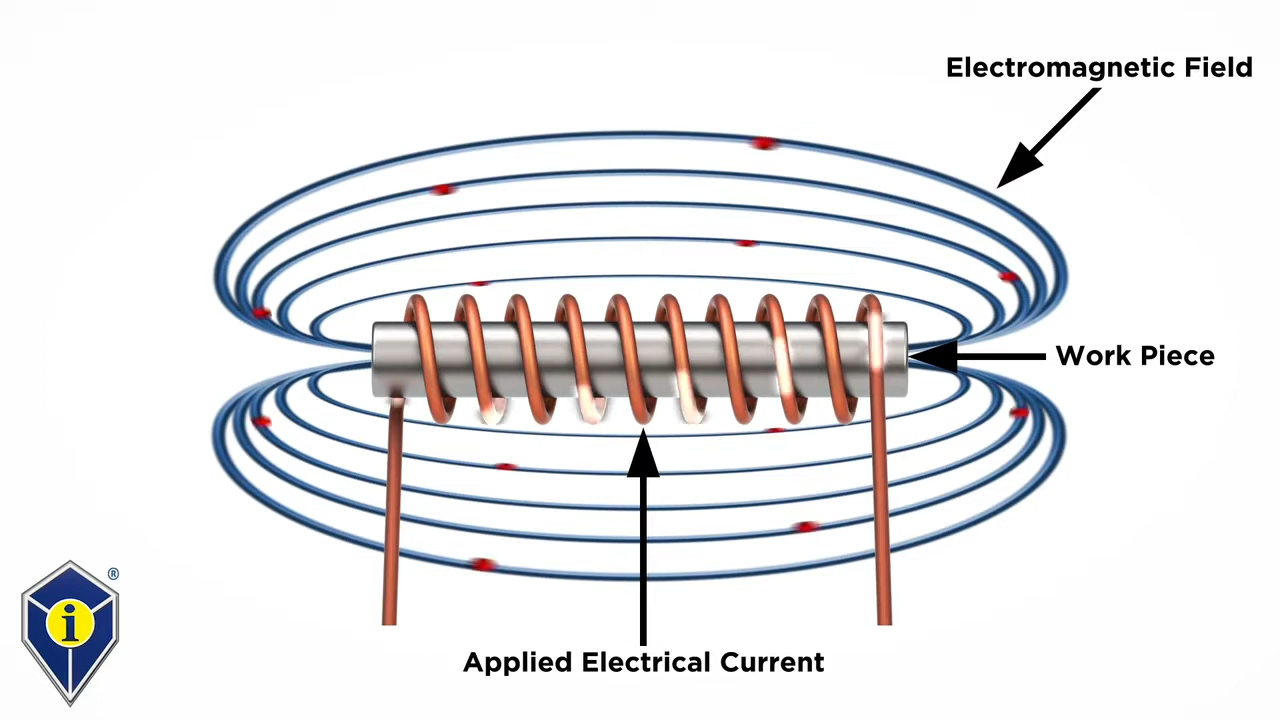 Electromagnetic Field
Work Piece
Applied Electrical Current
®
i